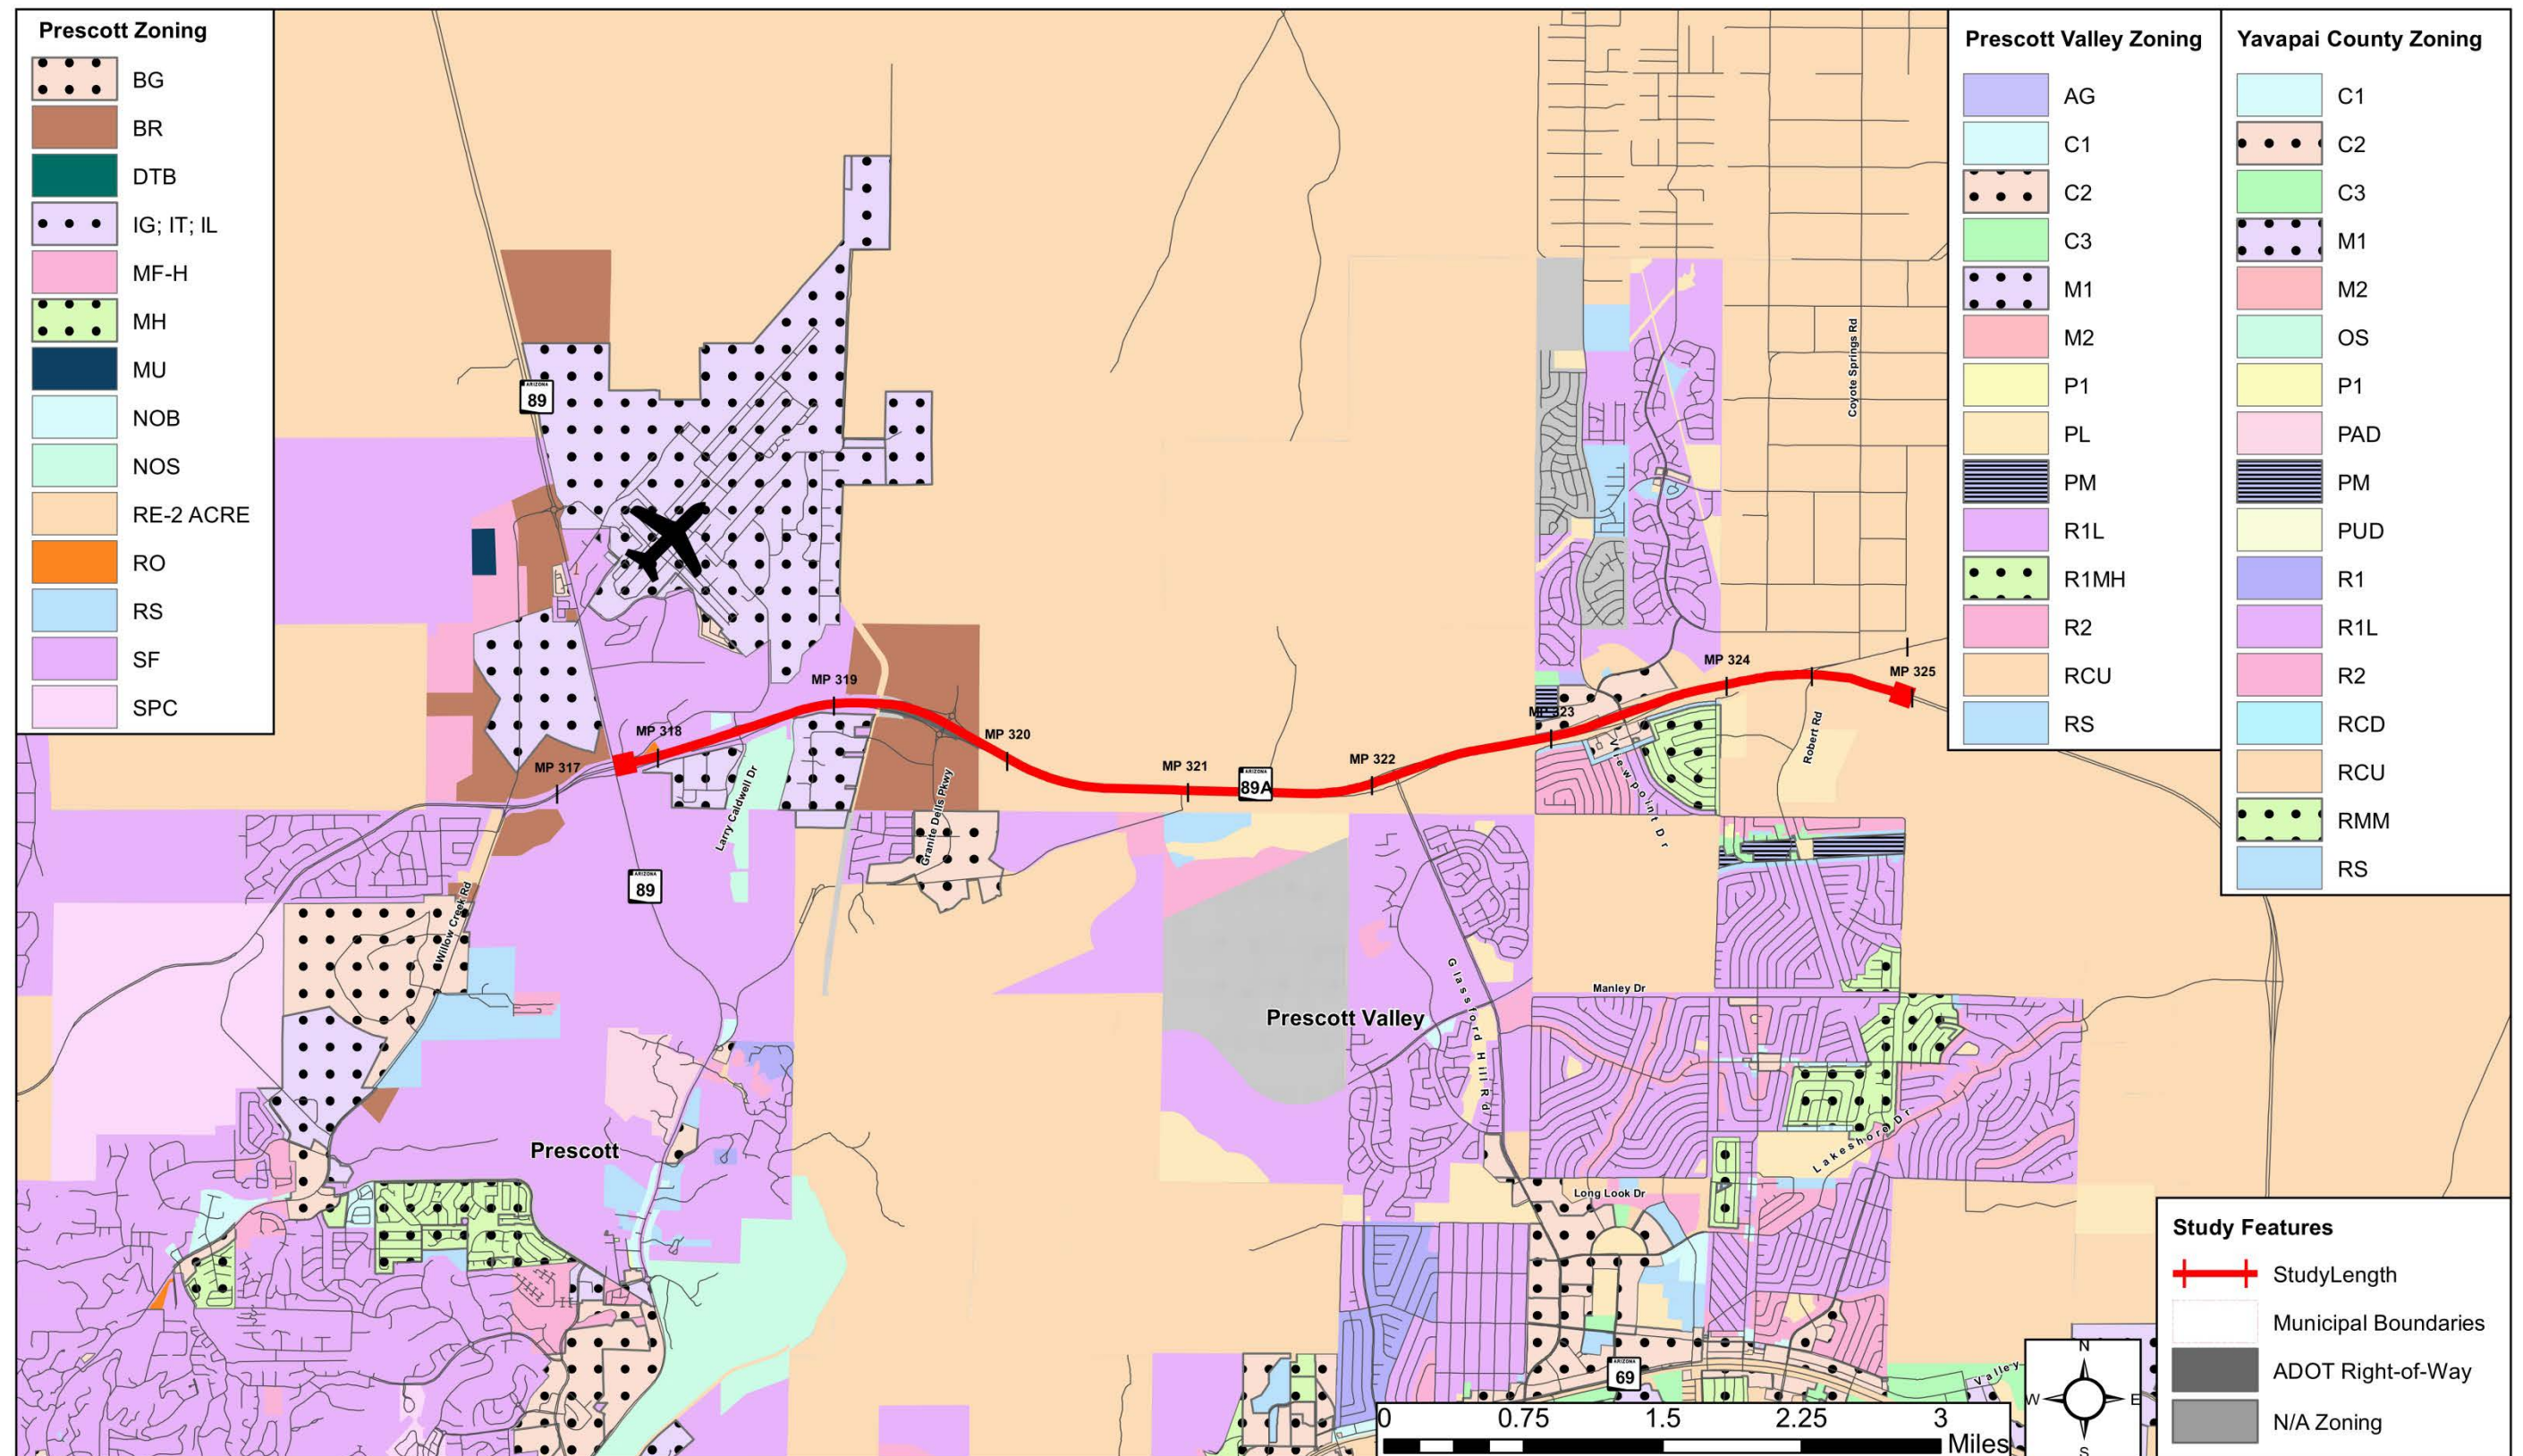 Prescott Zoning
BG
BR
DTB
IG; IT; IL
MF-H
MH
MU
NOB
NOS
RE-2 ACRE
RO
RS
SF
SPC
Prescott Valley Zoning
AG
C1
C2
C3
M1
M2
P1
PL
PM
R1L
R1MH
R2
RCU
RS
Yavapai County Zoning
C1
C2
C3
M1
M2
OS
P1
PAD
PM
PUD
R1
R1L
R2
RCD
RCU
RMM
RS
ARIZONA
89
Coyote Springs Rd
MP 317
MP 318
MP 319
MP 320
MP 321
ARIZONA
89A
MP 322
MP 323
MP 324
MP 325
Robert Rd
Viewpoint Dr
Larry Caldwell Dr
Granite Dells Pkwy
ARIZONA
89
Willow Creek Rd
Glassford Hill Rd
Manley Dr
Prescott Valley
Prescott
Lakeshore Dr
Long Look Dr
ARIZONA
69
Valley
Study Features
StudyLength
Municipal Boundaries
ADOT Right-of-Way
N/A Zoning
N
W
E
S
0 0.75 1.5 2.25 3
Miles